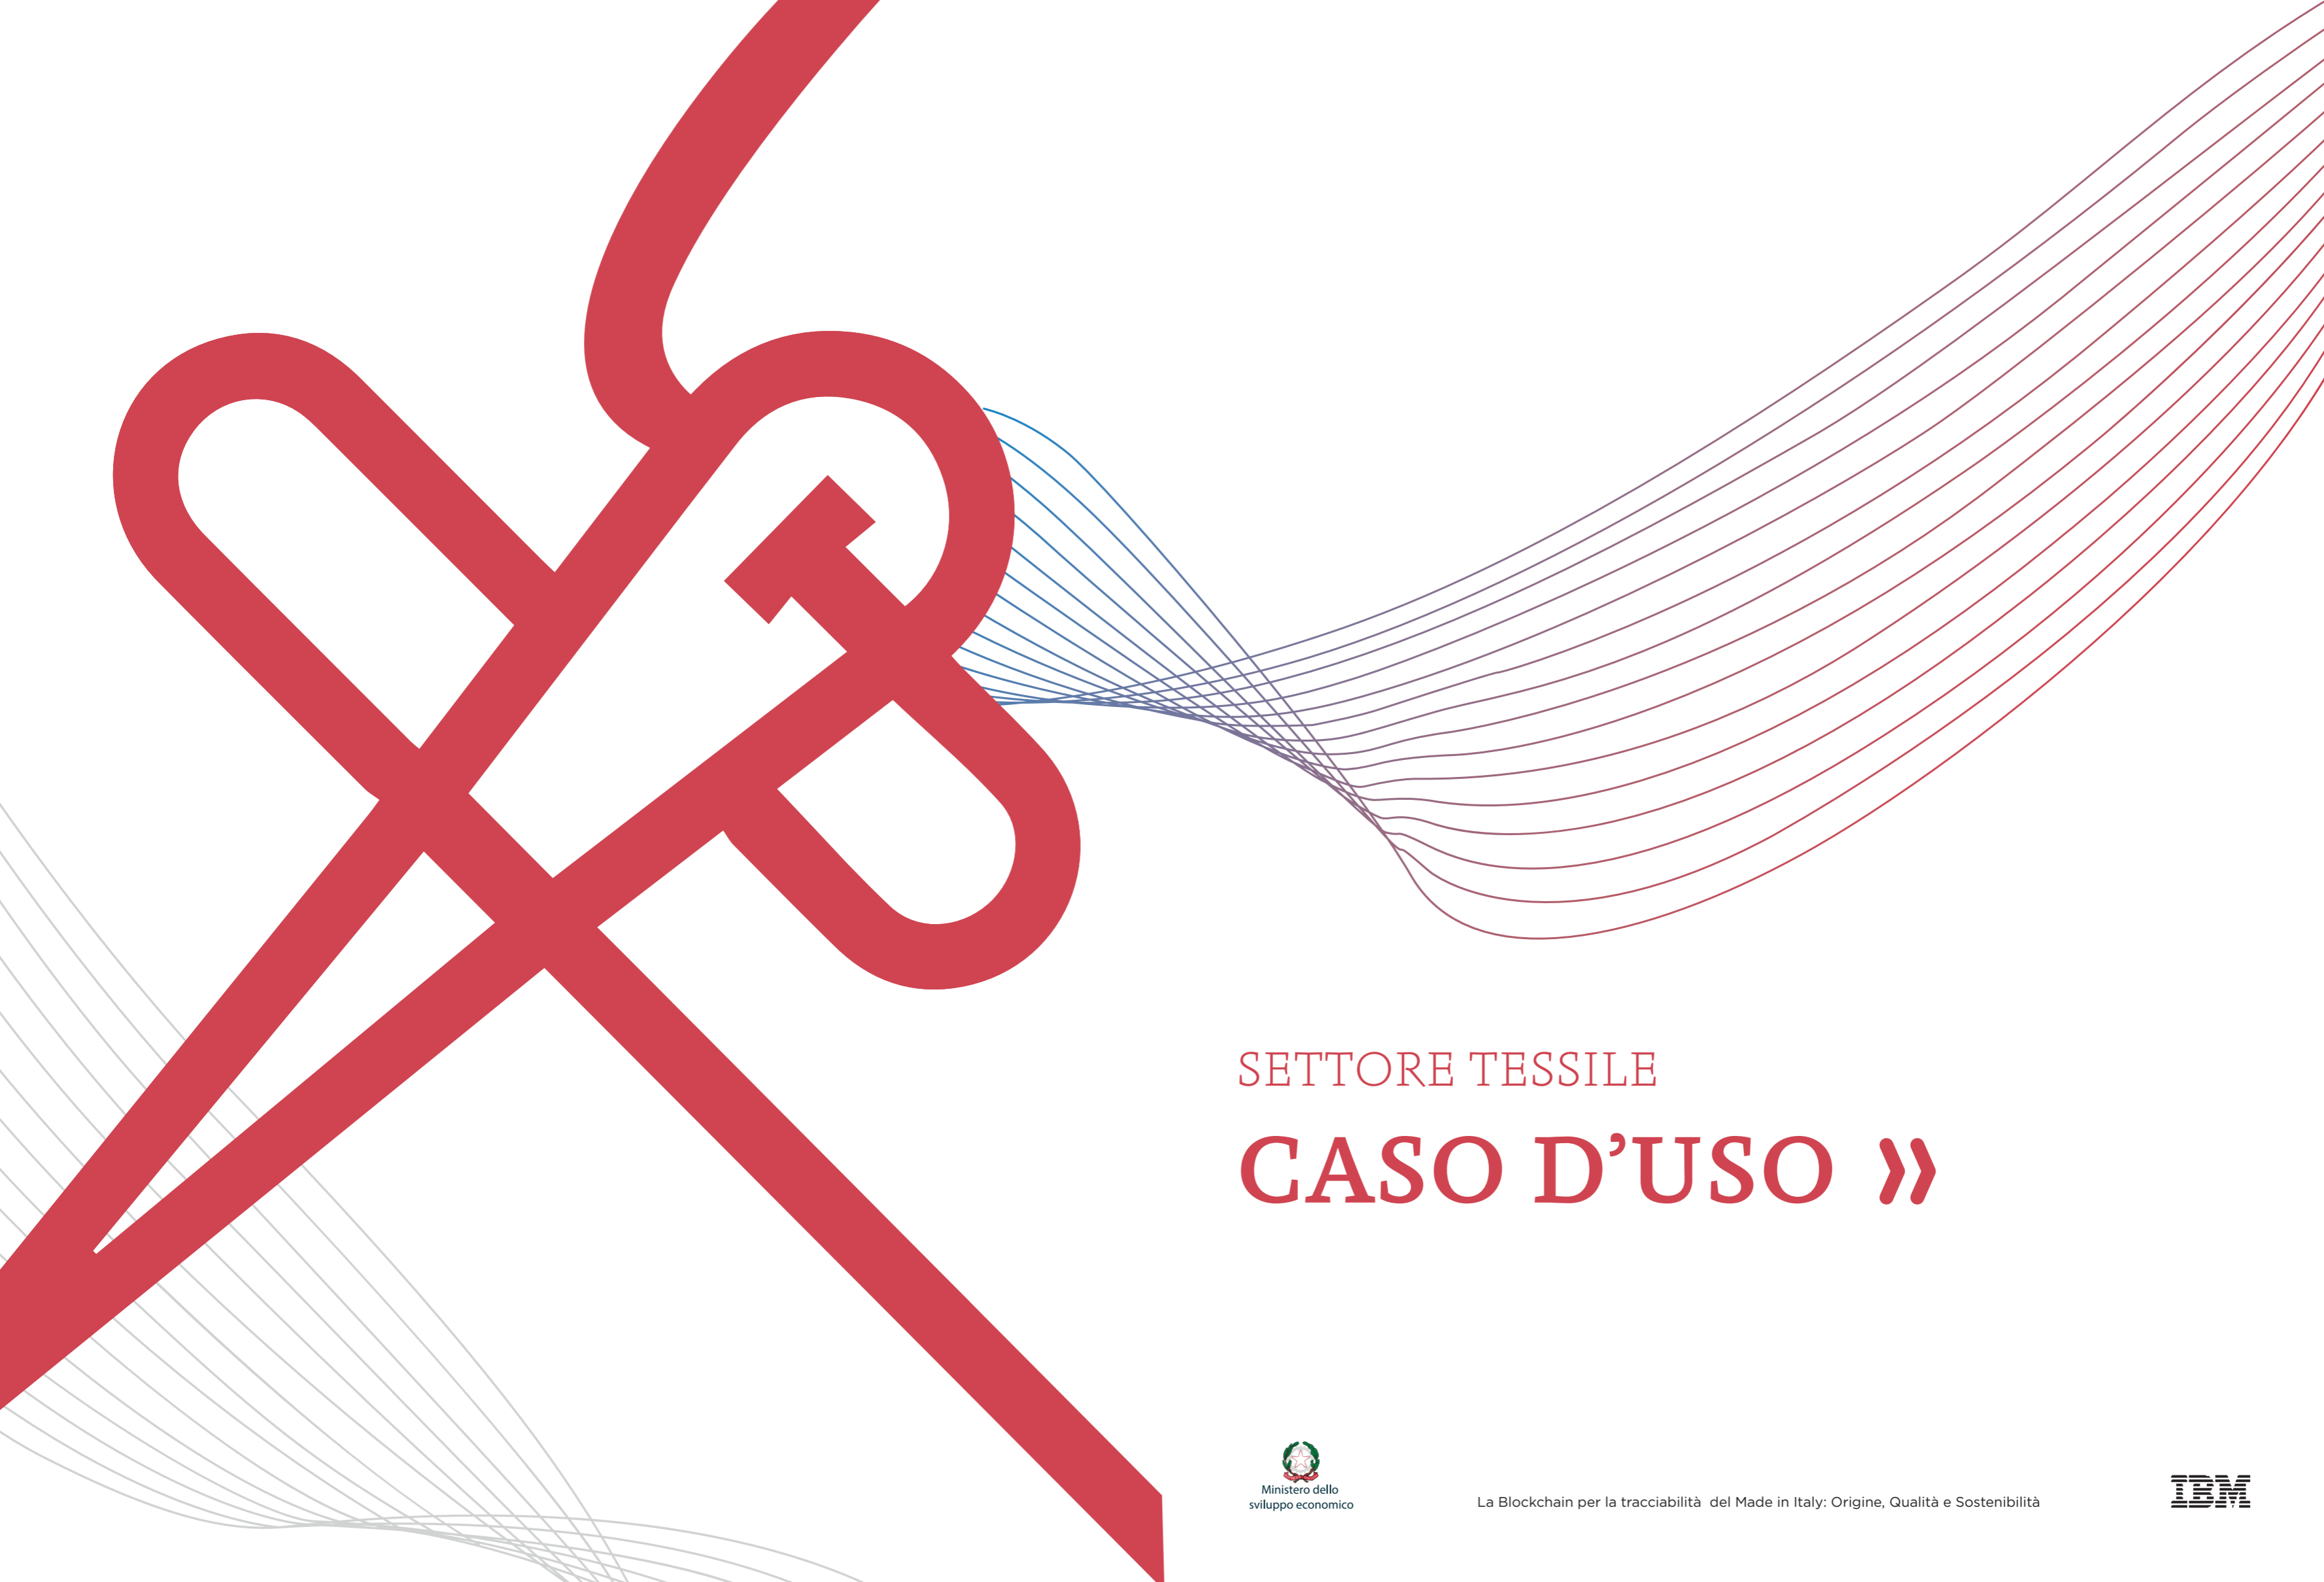 SETTORE TESSILE
CASO D’USO »
Ministero dello
sviluppo economico
La Blockchain per la tracciabilità del Made in Italy: Origine, Qualità e Sostenibilità
IBM